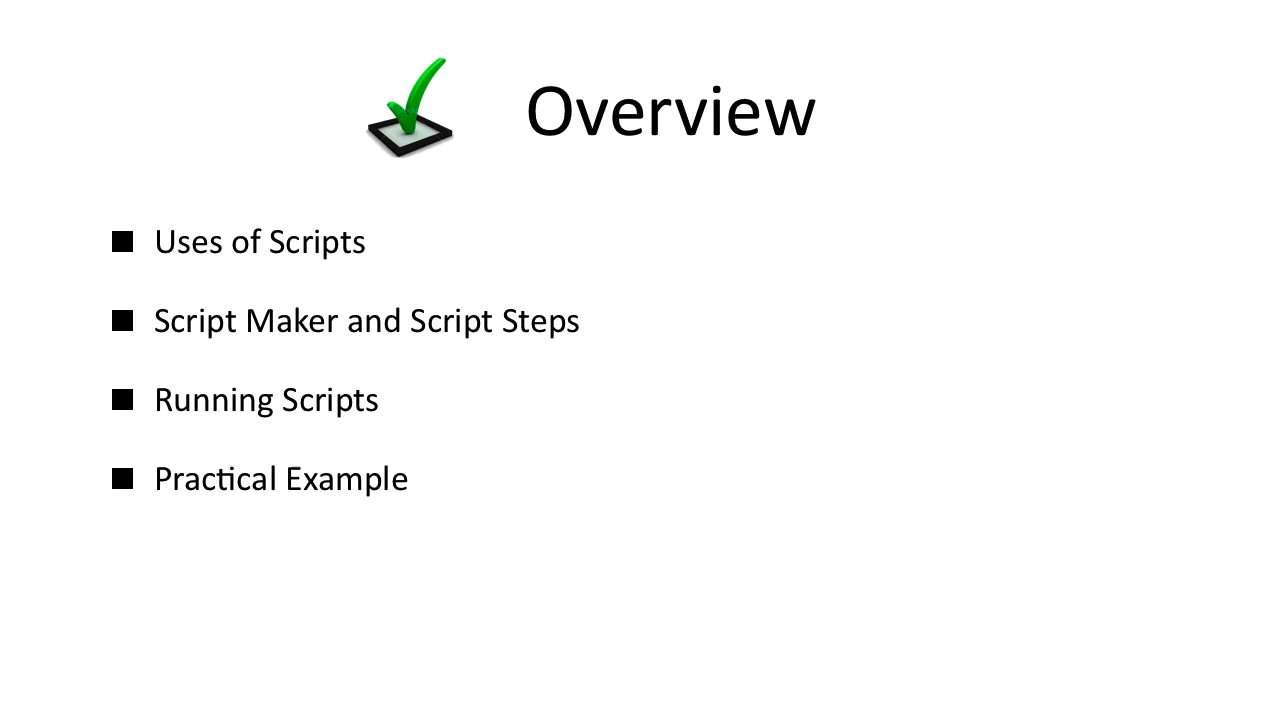 Overview
Uses of Scripts
Script Maker and Script Steps
Running Scripts
Practical Example